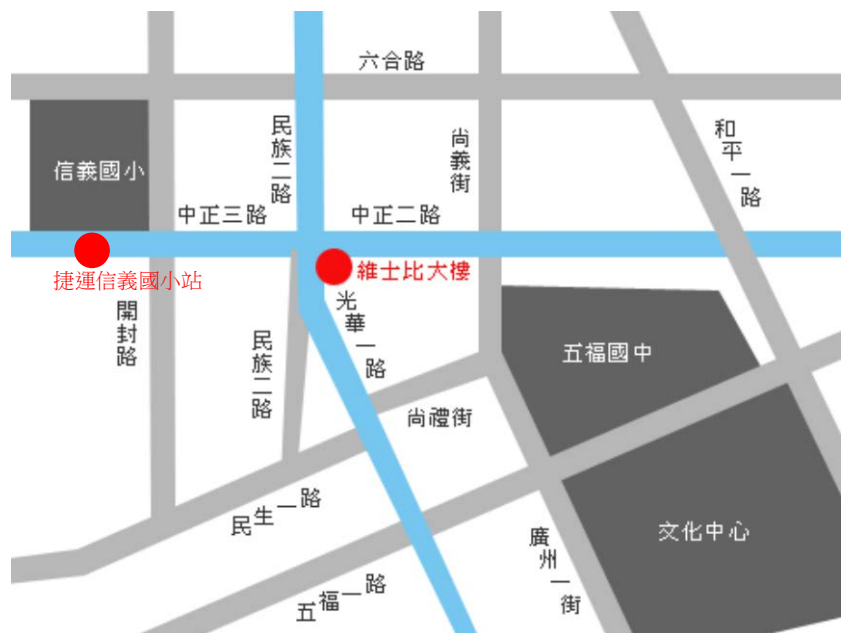 六合路
民族二路
尚義街
和平一路
信義國小
中正三路
中正二路
捷運信義國小站
維士比大樓
開封路
民族二路
光華一路
五福國中
尚禮街
民生一路
五福一路
廣州一街
文化中心